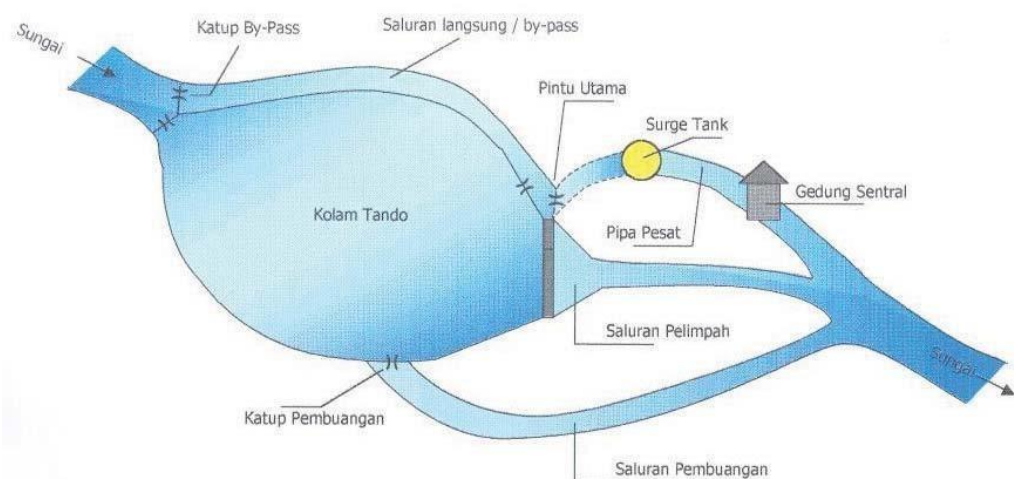 Katup By-Pass
Saluran langsung / by-pass
Sungai
Pintu Utama
Surge Tank
Gedung Sentral
Kolam Tando
Pipa Pesat
Saluran Pelimpah
Sungai
Katup Pembuangan
Saluran Pembuangan